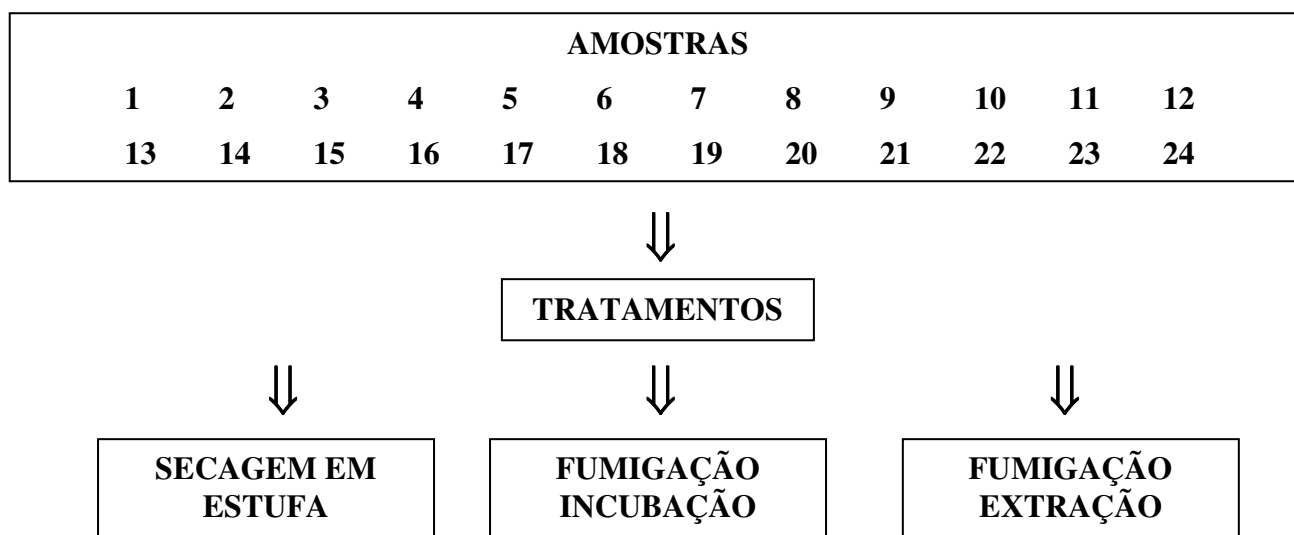 AMOSTRAS
1 2 3 4 5 6 7 8 9 10 11 12
13 14 15 16 17 18 19 20 21 22 23 24
TRATAMENTOS
SECAGEM EM
ESTUFA
FUMIGAÇÃO
INCUBAÇÃO
FUMIGAÇÃO
EXTRAÇÃO